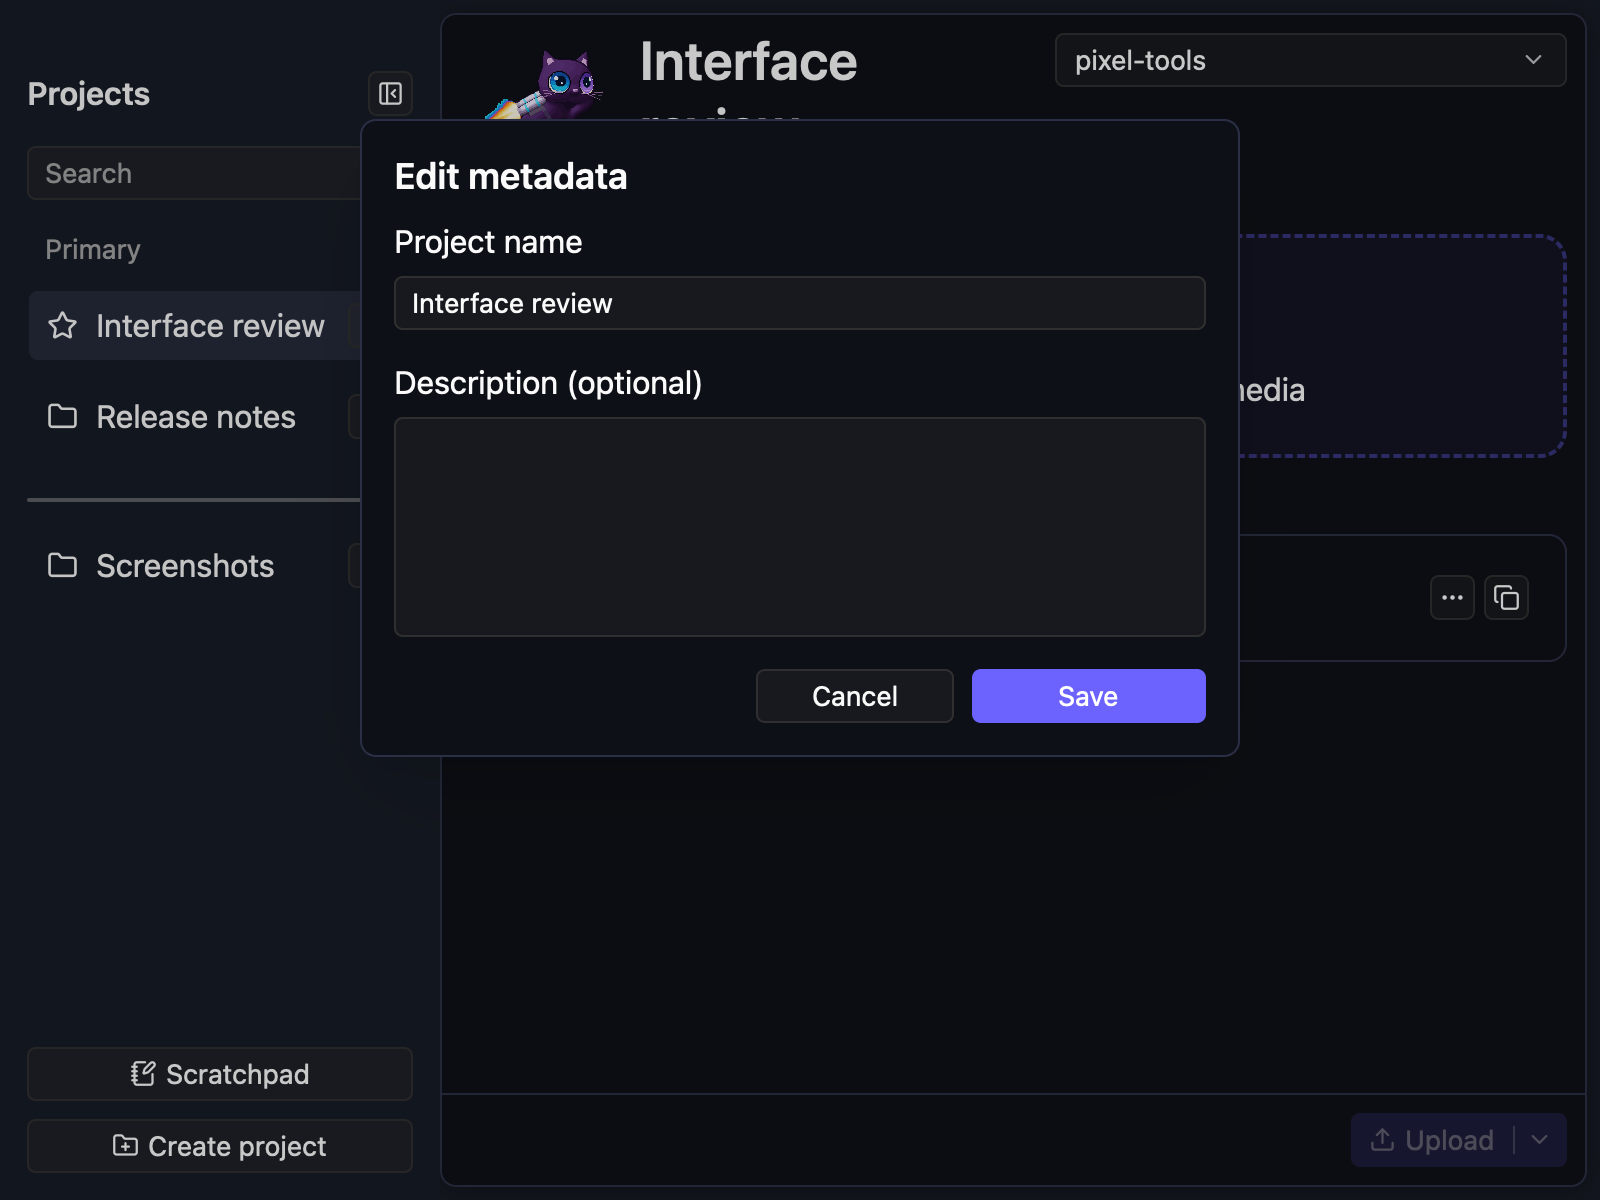 Projects
Search
Primary
Interface review
Release notes
Screenshots
Scratchpad
Create project
Interface
review
pixel-tools
Edit metadata
Project name
Interface review
Description (optional)
Cancel
Save
Upload